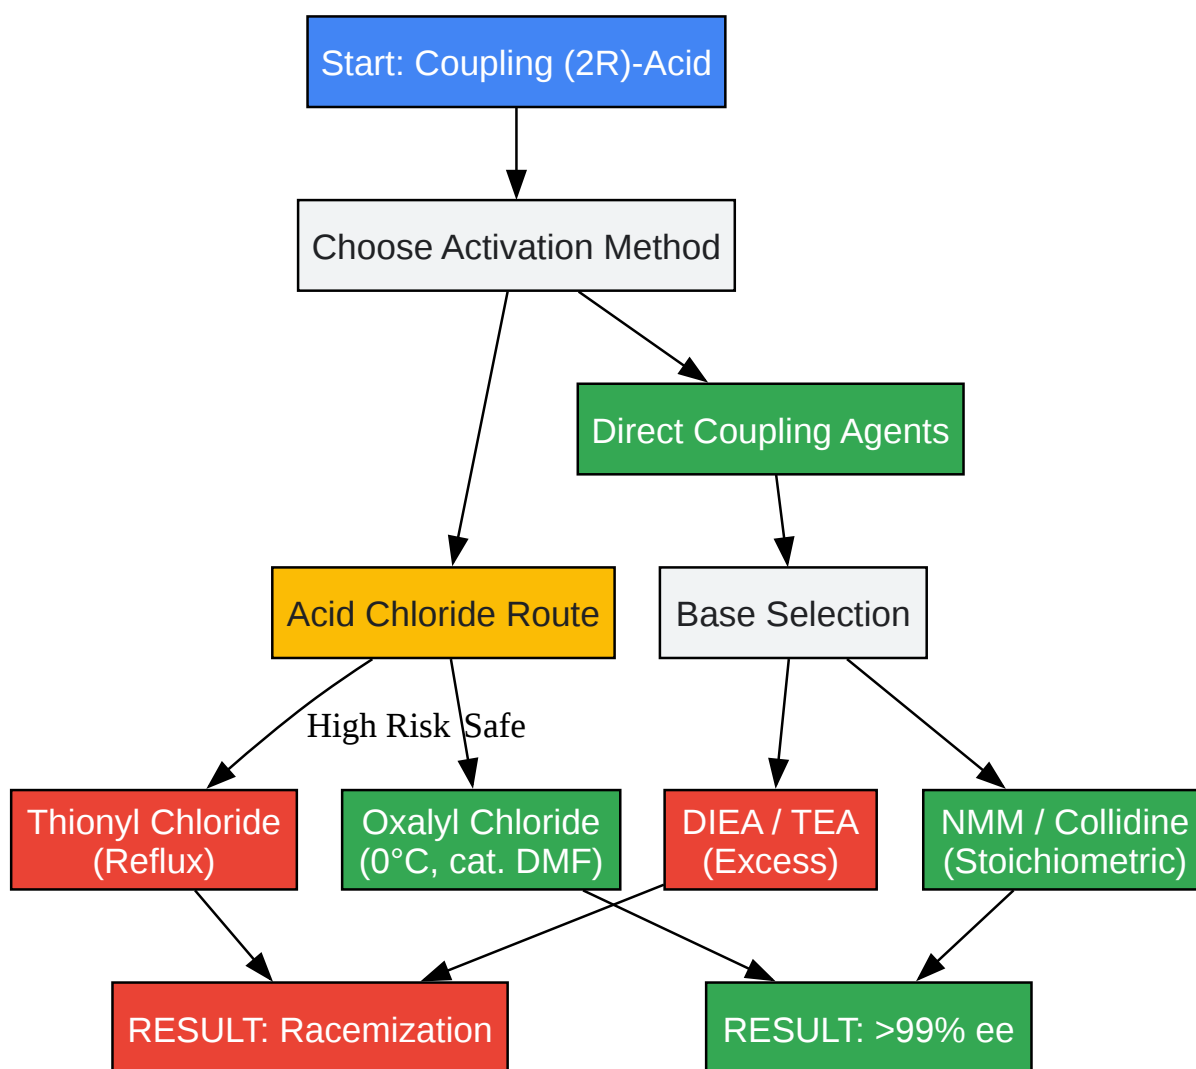 Start: Coupling (2R)-Acid
Choose Activation Method
Direct Coupling Agents
Acid Chloride Route
Base Selection
High Risk
Safe
Thionyl Chloride
(Reflux)
Oxalyl Chloride
(0°C, cat. DMF)
DIEA / TEA
(Excess)
NMM / Collidine
(Stoichiometric)
RESULT: Racemization
RESULT: >99% ee